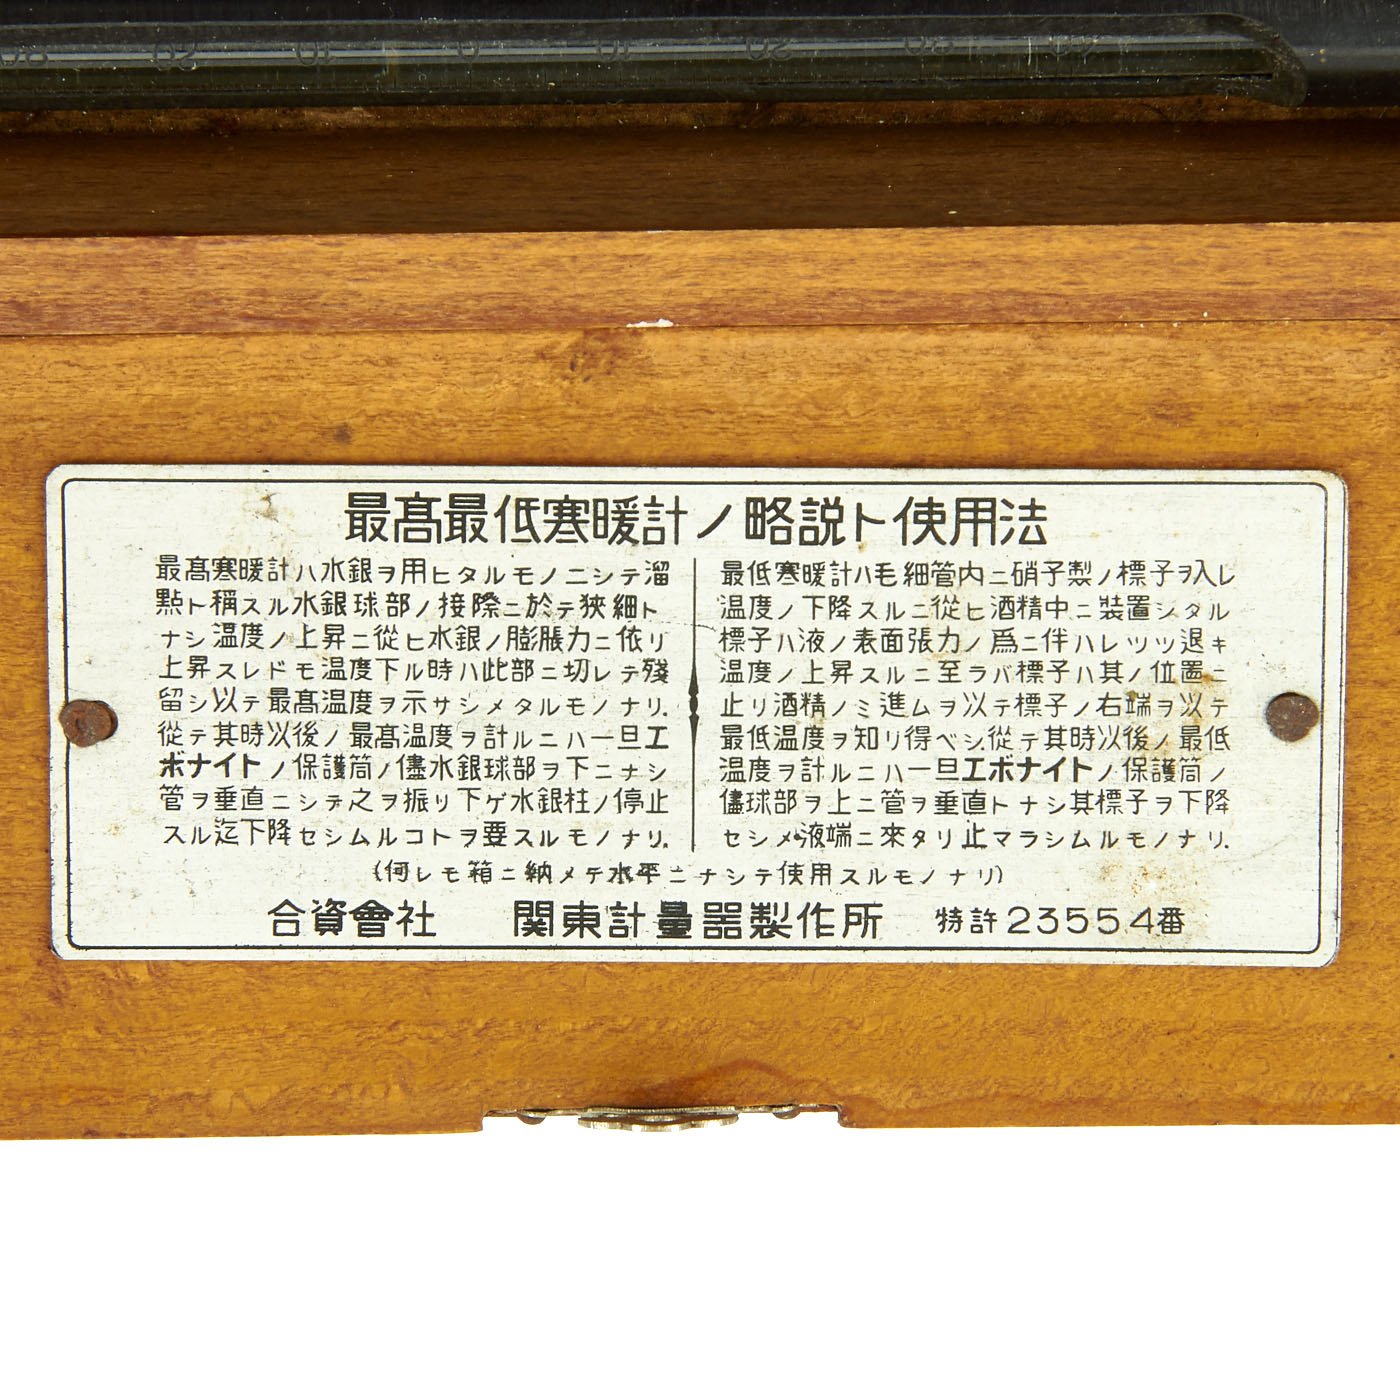 30 20 10 0 10 20 30 40
最髙最低寒暖計ノ略説ト使用法
最髙寒暖計ハ水銀ヲ用ヒタルモノニシテ溜
點ト稱スル水銀球部ノ接際ニ於テ狹細ト
ナシ温度ノ上昇ニ從ヒ水銀ノ膨脹力ニ依リ
上昇スレドモ温度下ル時ハ此部ニ切レテ殘
留シ以テ最髙温度ヲ示サシメタルモノナリ.
從テ其時以後ノ最髙温度ヲ計ルニハ一旦エ
ボナイトノ保護筒ノ儘水銀球部ヲ下ニナシ
管ヲ垂直ニシテ之ヲ振リ下ゲ水銀柱ノ停止
スル迄下降セシムルコトヲ要スルモノナリ.
最低寒暖計ハ毛細管内ニ硝子製ノ標子ヲ入レ
温度ノ下降スルニ從ヒ酒精中ニ裝置シタル
標子ハ液ノ表面張力ノ爲ニ伴ハレツツ退キ
温度ノ上昇スルニ至ラバ標子ハ其ノ位置ニ
止リ酒精ノミ進ムヲ以テ標子ノ右端ヲ以テ
最低温度ヲ知リ得ベシ從テ其時以後ノ最低
温度ヲ計ルニハ一旦エボナイトノ保護筒ノ
儘球部ヲ上ニ管ヲ垂直トナシ其標子ヲ下降
セシメ液端ニ來タリ止マラシムルモノナリ.
(何レモ箱ニ納メテ水平ニナシテ使用スルモノナリ)
合資會社 関東計量器製作所 特許23554番